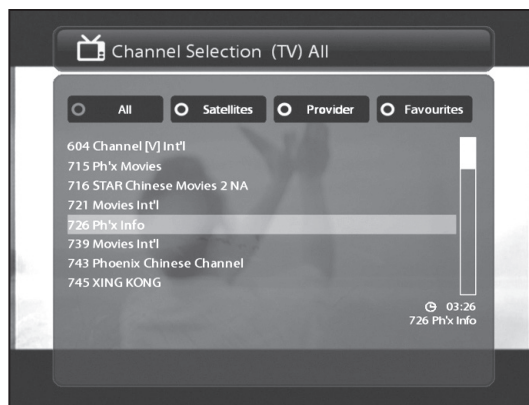 Channel Selection (TV) All
All Satellites Provider Favourites
604 Channel [V] Int'l
715 Ph'x Movies
716 STAR Chinese Movies 2 NA
721 Movies Int'l
726 Ph'x Info
739 Movies Int'l
743 Phoenix Chinese Channel
745 XING KONG
03:26
726 Ph'x Info